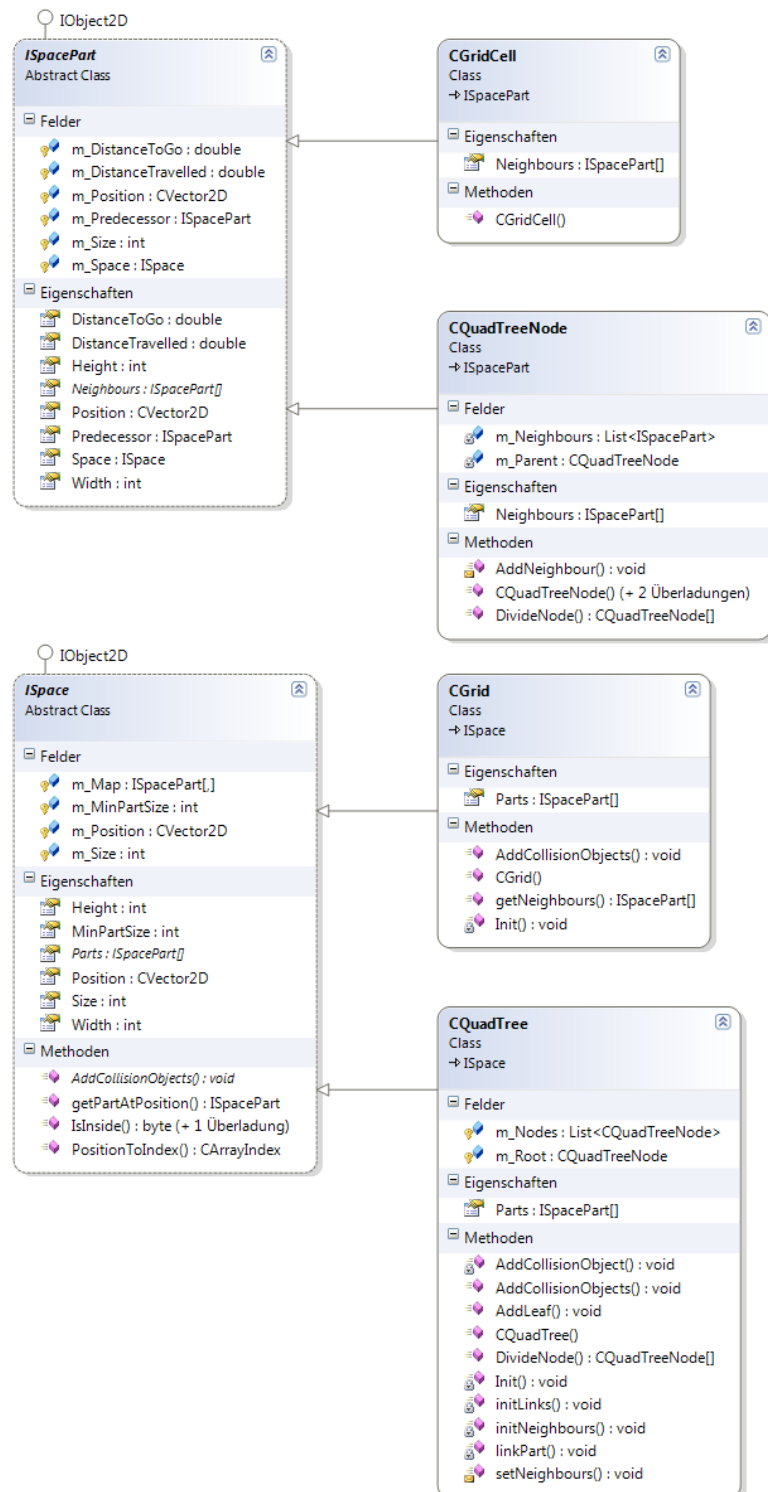 IObject2D
ISpacePart
Abstract Class
Felder
m_DistanceToGo : double
m_DistanceTravelled : double
m_Position : CVector2D
m_Predecessor : ISpacePart
m_Size : int
m_Space : ISpace
Eigenschaften
DistanceToGo : double
DistanceTravelled : double
Height : int
Neighbours : ISpacePart[]
Position : CVector2D
Predecessor : ISpacePart
Space : ISpace
Width : int
CGridCell
Class
ISpacePart
Eigenschaften
Neighbours : ISpacePart[]
Methoden
CGridCell()
CQuadTreeNode
Class
ISpacePart
Felder
m_Neighbours : List<ISpacePart>
m_Parent : CQuadTreeNode
Eigenschaften
Neighbours : ISpacePart[]
Methoden
AddNeighbour() : void
CQuadTreeNode() (+ 2 Überladungen)
DivideNode() : CQuadTreeNode[]
IObject2D
ISpace
Abstract Class
Felder
m_Map : ISpacePart[,]
m_MinPartSize : int
m_Position : CVector2D
m_Size : int
Eigenschaften
Height : int
MinPartSize : int
Parts : ISpacePart[]
Position : CVector2D
Size : int
Width : int
Methoden
AddCollisionObjects() : void
getPartAtPosition() : ISpacePart
IsInside() : byte (+ 1 Überladung)
PositionToIndex() : CArrayIndex
CGrid
Class
ISpace
Eigenschaften
Parts : ISpacePart[]
Methoden
AddCollisionObjects() : void
CGrid()
getNeighbours() : ISpacePart[]
Init() : void
CQuadTree
Class
ISpace
Felder
m_Nodes : List<CQuadTreeNode>
m_Root : CQuadTreeNode
Eigenschaften
Parts : ISpacePart[]
Methoden
AddCollisionObject() : void
AddCollisionObjects() : void
AddLeaf() : void
CQuadTree()
DivideNode() : CQuadTreeNode[]
Init() : void
initLinks() : void
initNeighbours() : void
linkPart() : void
setNeighbours() : void